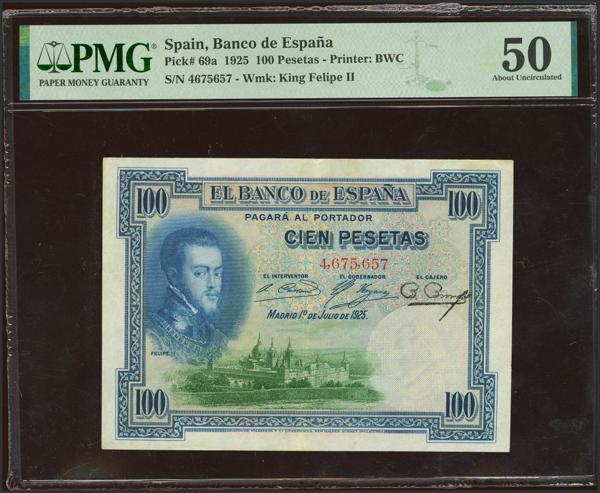 PMG
PAPER MONEY GUARANTY
Spain, Banco de España
Pick# 69a 1925 100 Pesetas - Printer: BWC
S/N 4675657 - Wmk: King Felipe II
50
About Uncirculated
100 EL BANCO DE ESPAÑA 100
PAGARÁ AL PORTADOR
CIEN PESETAS
4,675,657
EL INTERVENTOR EL GOBERNADOR EL CAJERO
MADRID 1º DE JULIO DE 1925.
FELIPE II
100 100